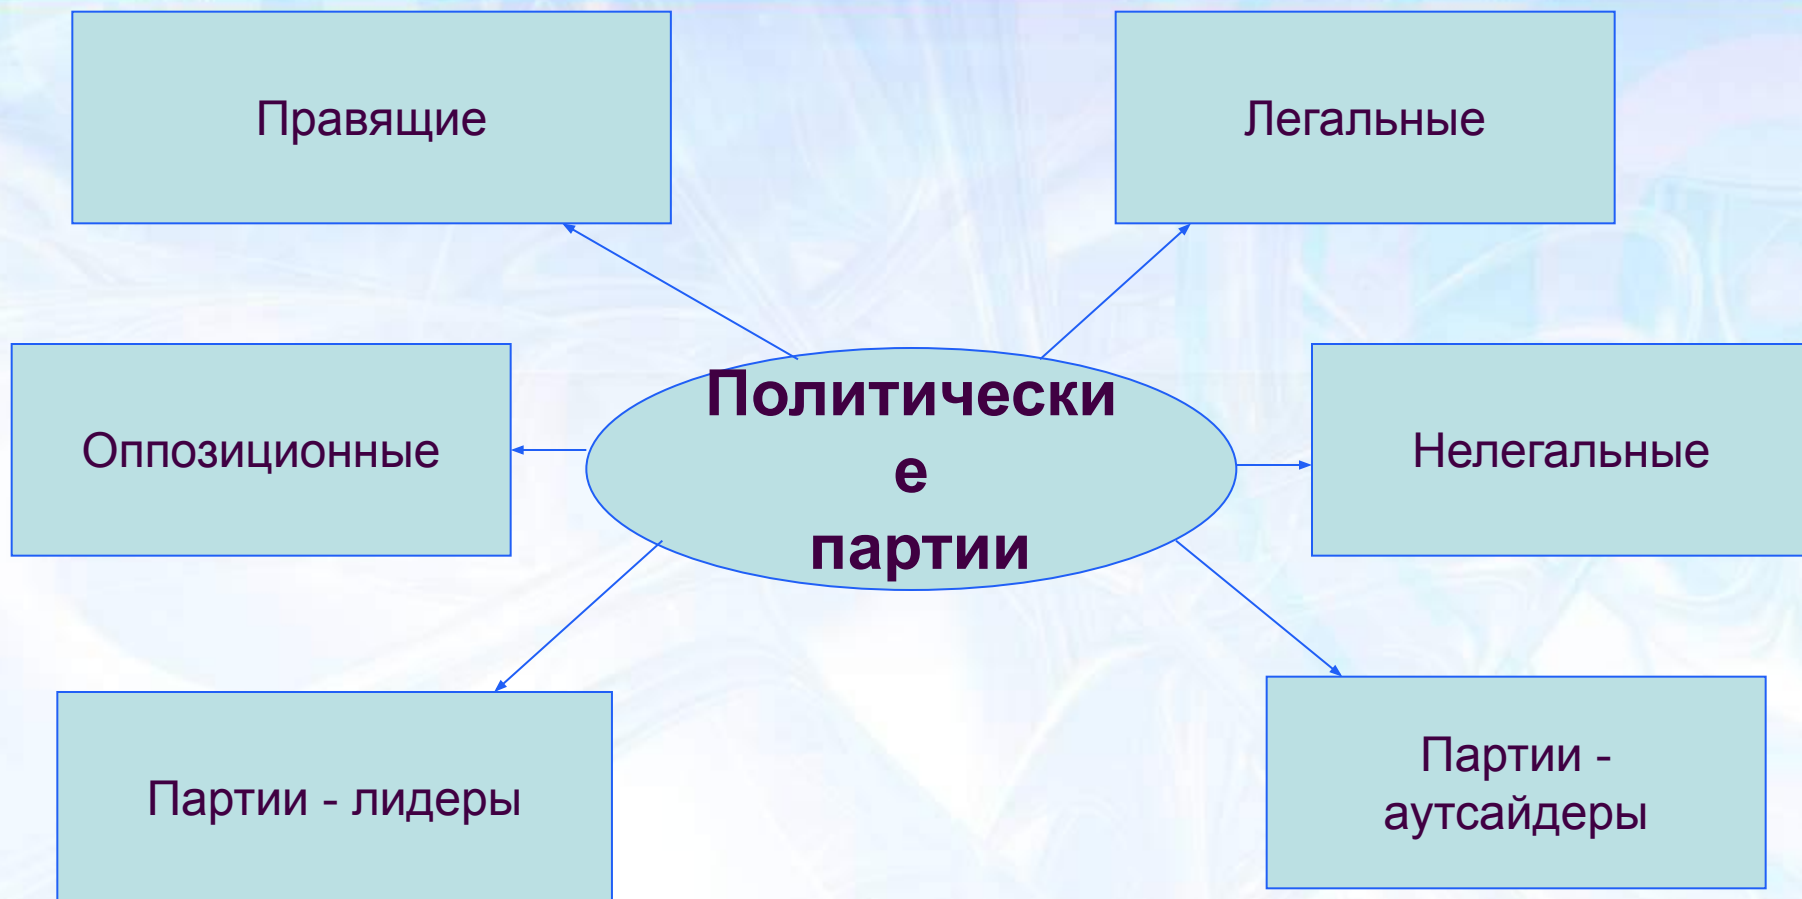 Правящие
Легальные
Оппозиционные
Политически
е
партии
Нелегальные
Партии - лидеры
Партии -
аутсайдеры